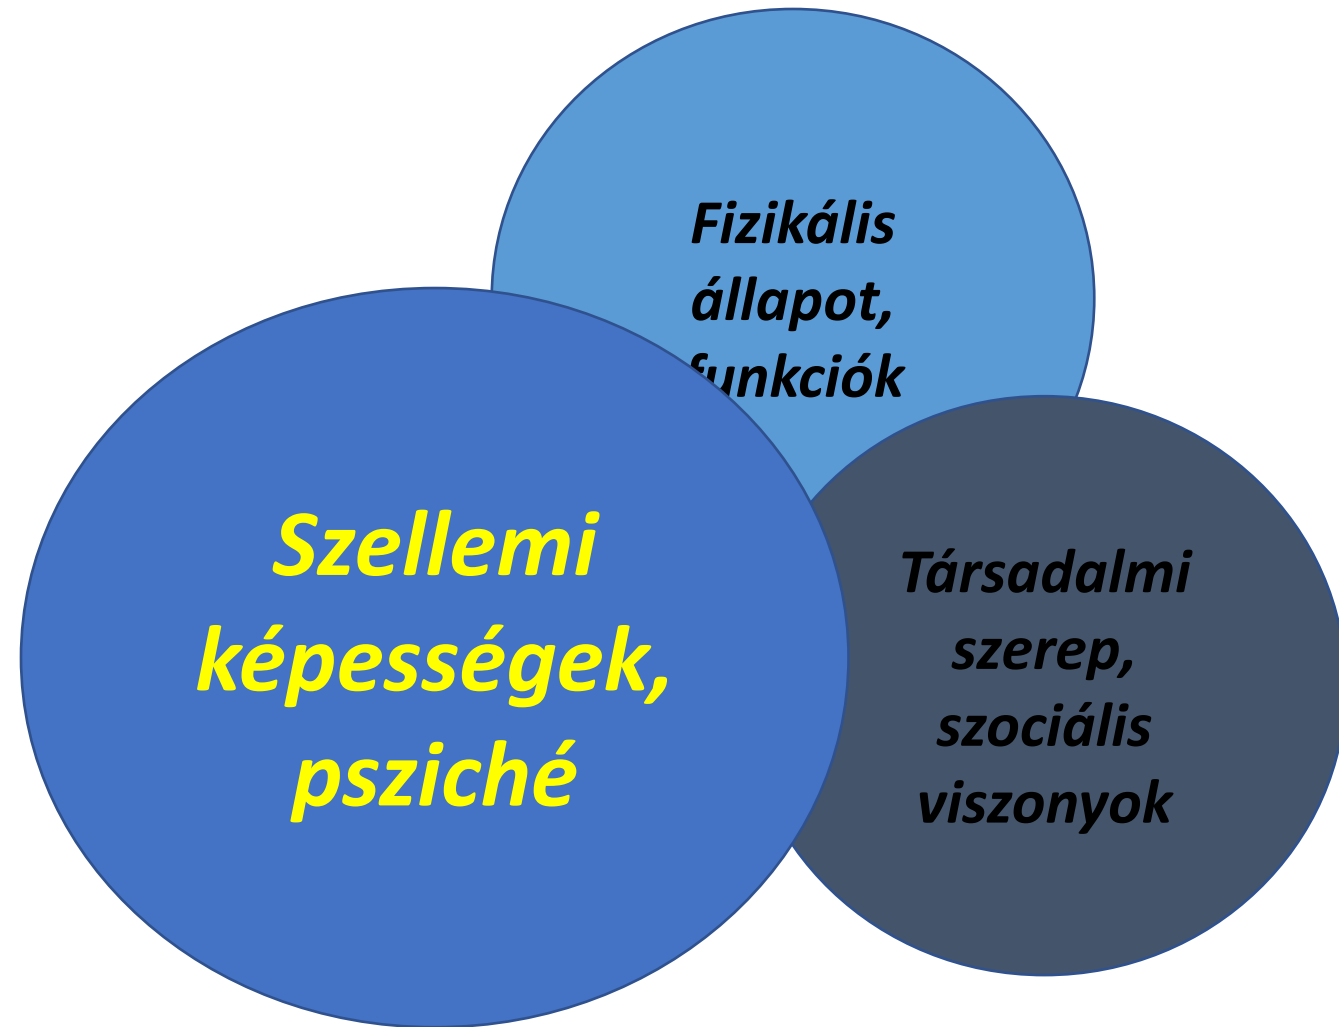 Fizikális
állapot,
funkciók
Szellemi
képességek,
psziché
Társadalmi
szerep,
szociális
viszonyok